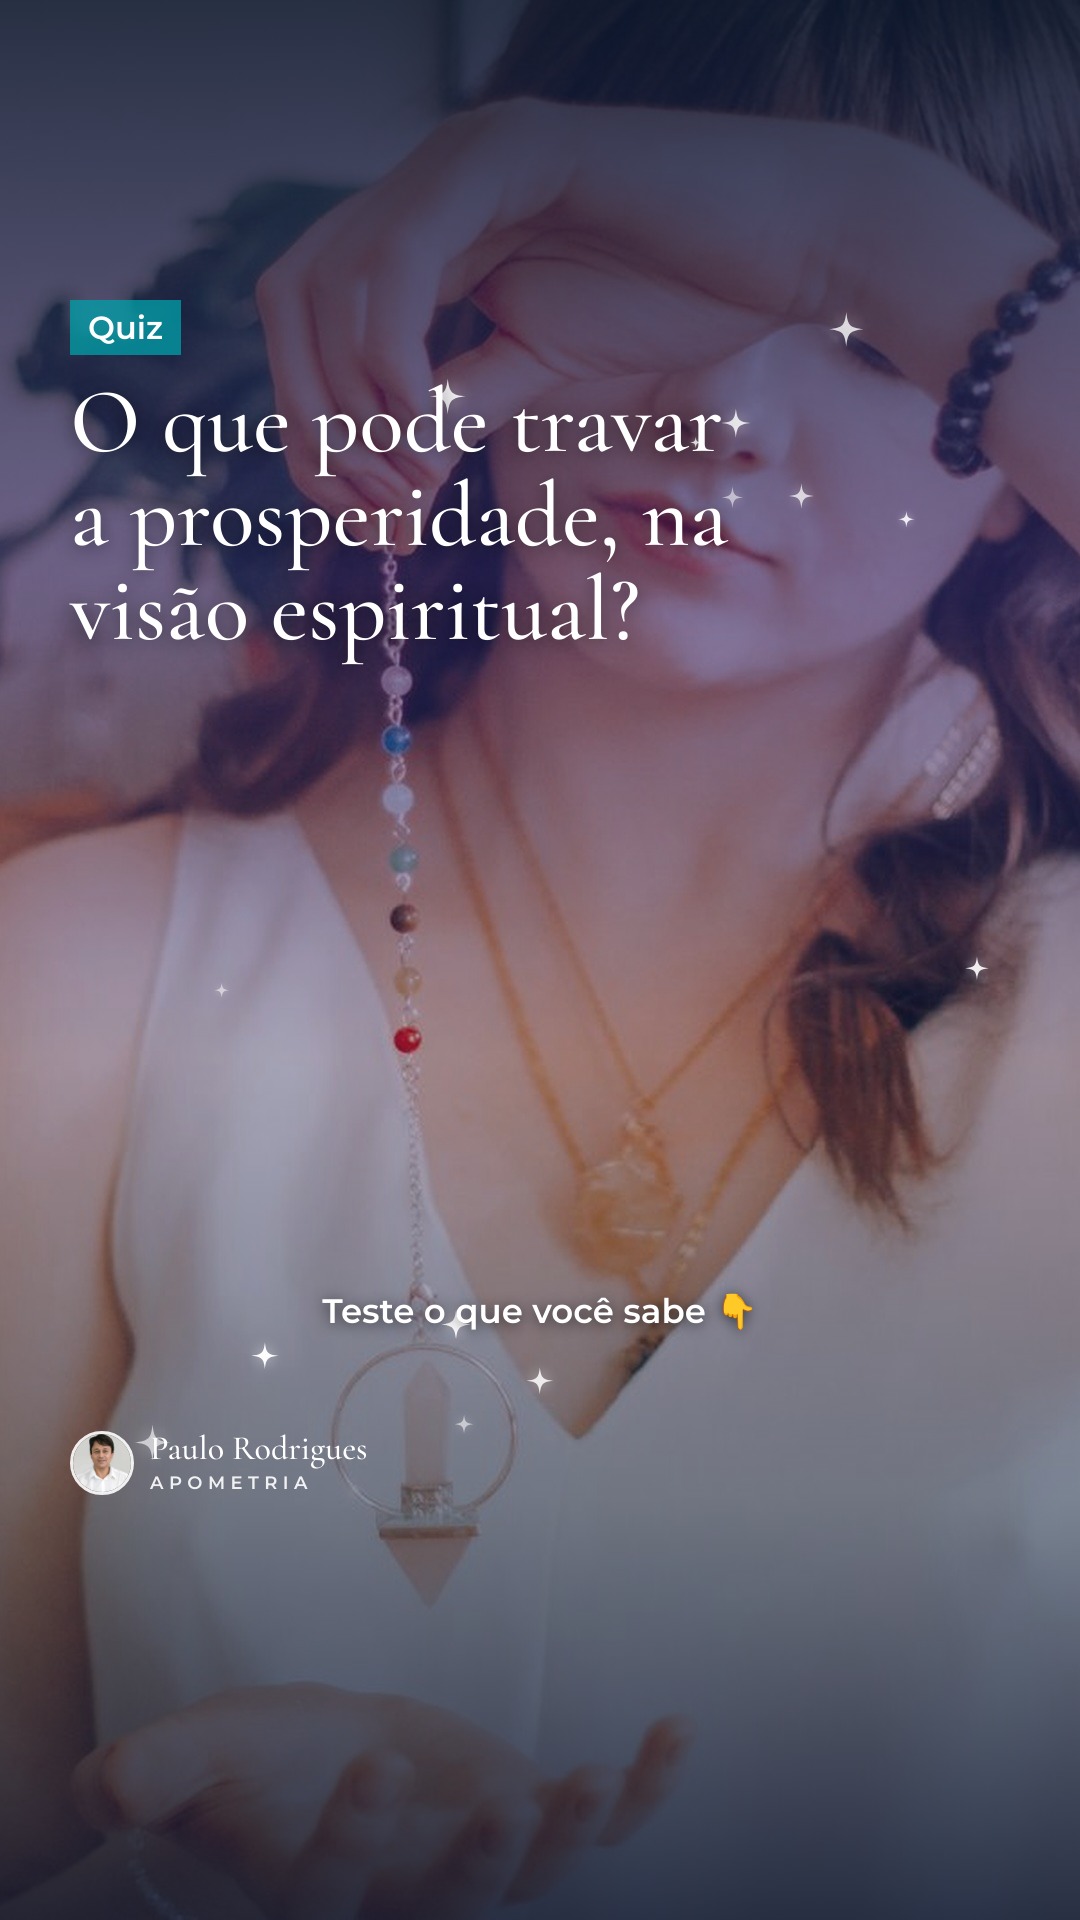 Quiz
O que pode travar
a prosperidade, na
visão espiritual?
Teste o que você sabe 👇
Paulo Rodrigues
APOMETRIA